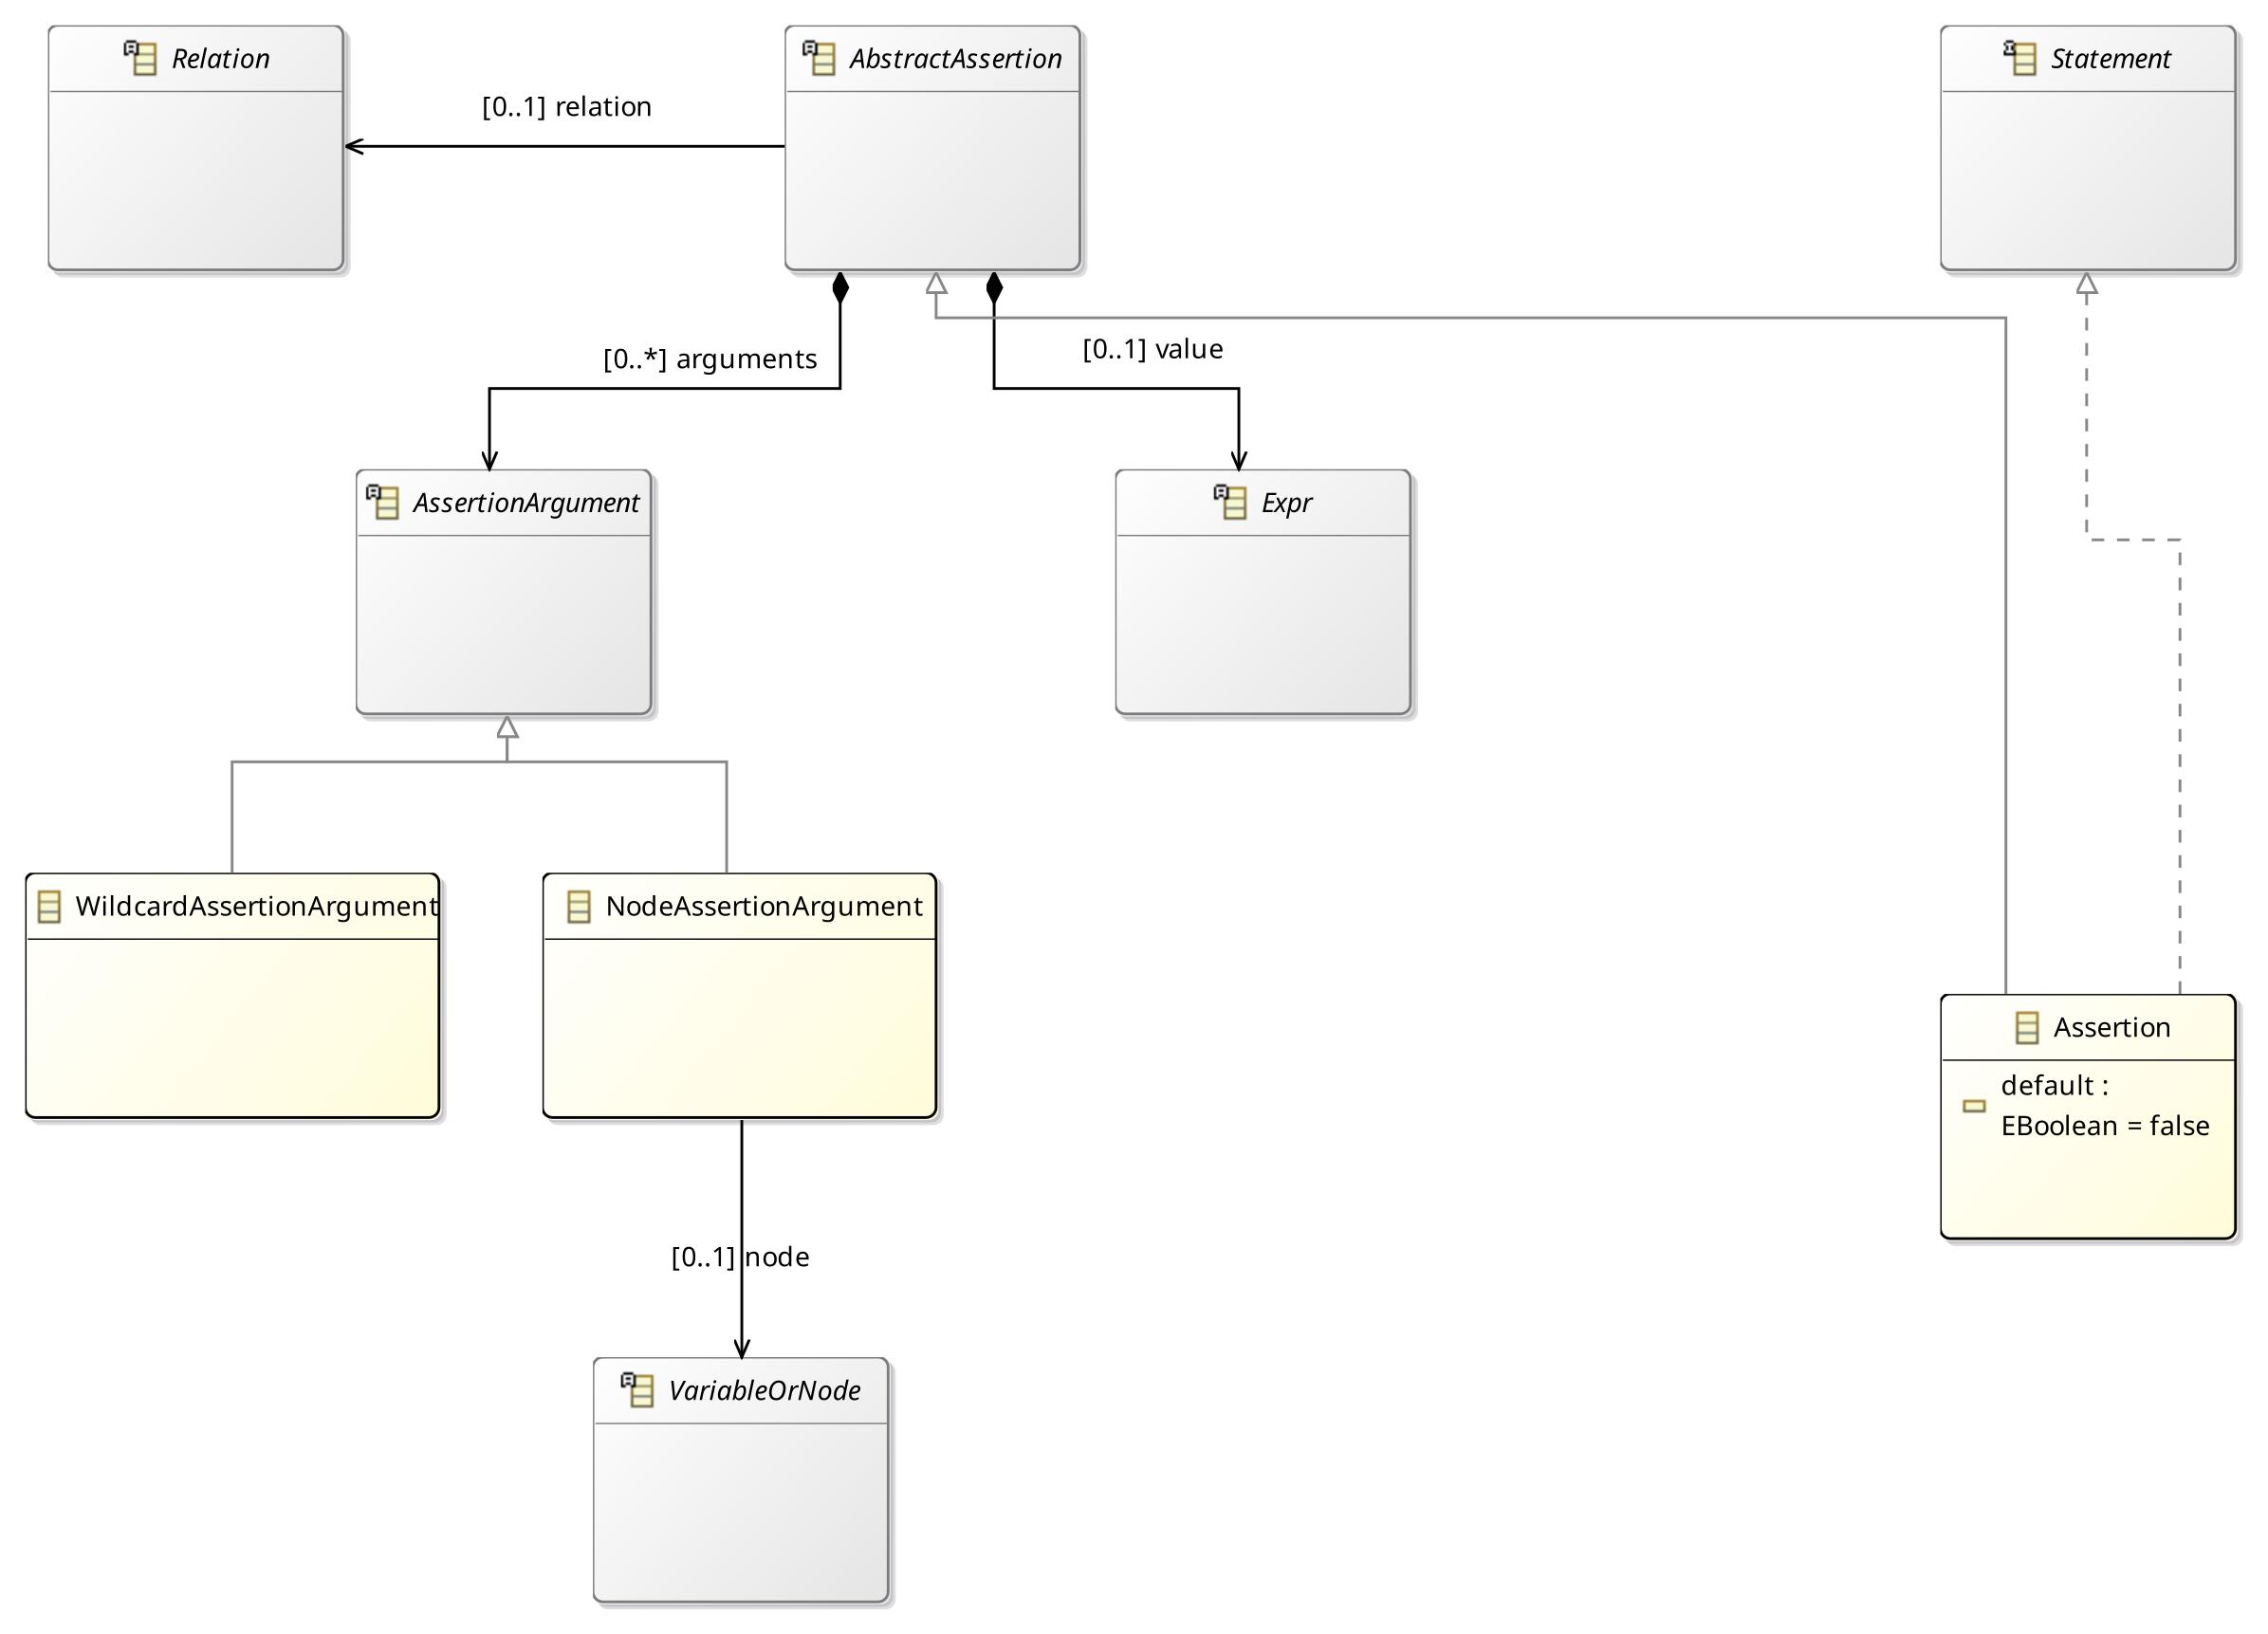 Relation
AbstractAssertion
Statement
[0..1] relation
[0..*] arguments
[0..1] value
AssertionArgument
Expr
WildcardAssertionArgument
NodeAssertionArgument
Assertion
default :
EBoolean = false
[0..1] node
VariableOrNode